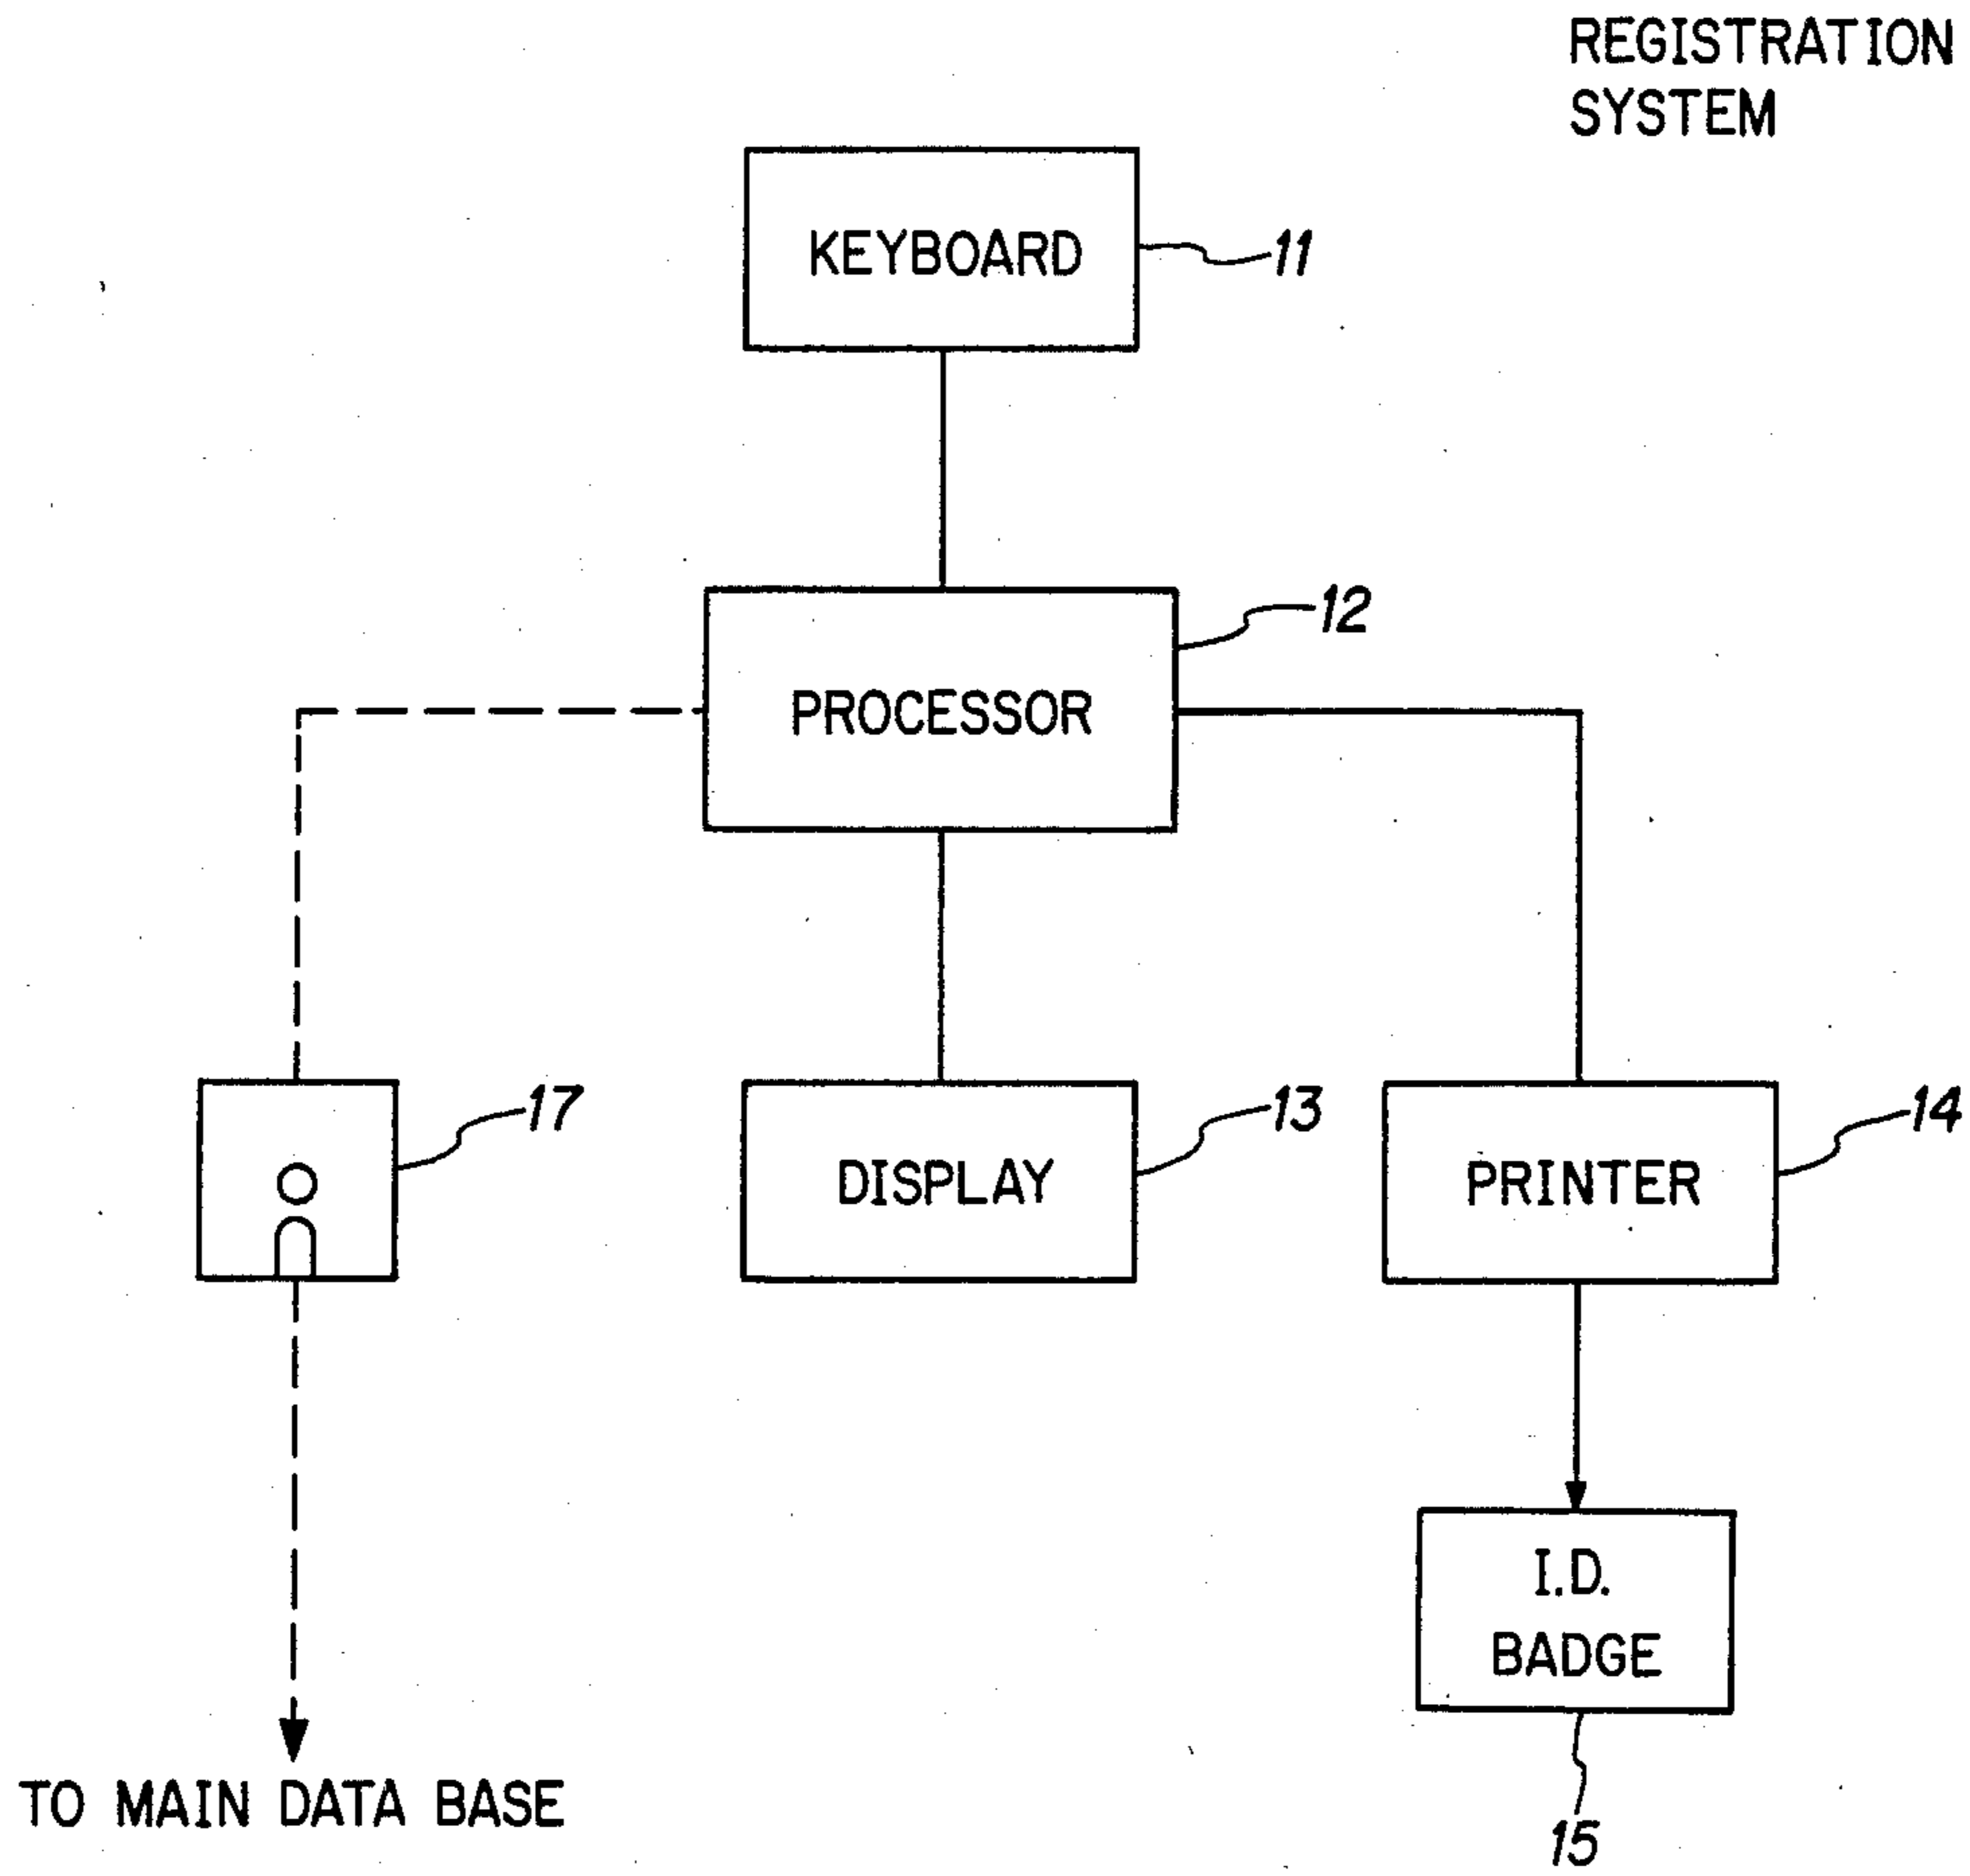 REGISTRATION
SYSTEM
KEYBOARD
11
12
PROCESSOR
17
13
14
DISPLAY
PRINTER
I.D.
BADGE
TO MAIN DATA BASE
15